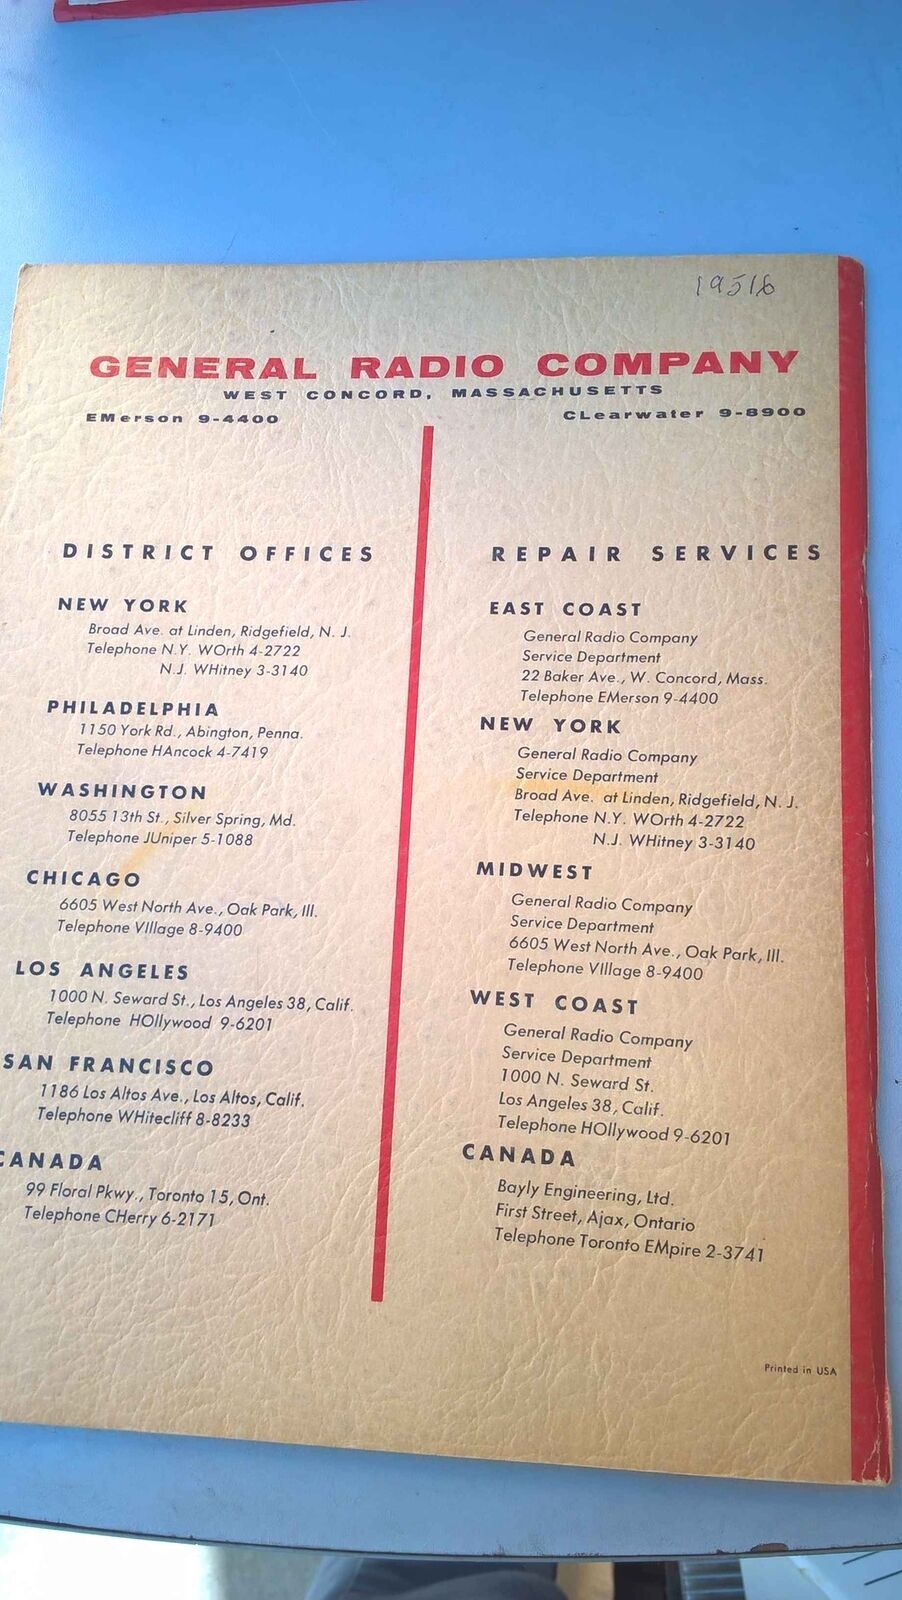 19516
GENERAL RADIO COMPANY
WEST CONCORD, MASSACHUSETTS
EMerson 9-4400
CLearwater 9-8900
DISTRICT OFFICES
NEW YORK
Broad Ave. at Linden, Ridgefield, N. J.
Telephone N.Y. WOrth 4-2722
N.J. WHitney 3-3140
PHILADELPHIA
1150 York Rd., Abington, Penna.
Telephone HAncock 4-7419
WASHINGTON
8055 13th St., Silver Spring, Md.
Telephone JUniper 5-1088
CHICAGO
6605 West North Ave., Oak Park, Ill.
Telephone VIllage 8-9400
LOS ANGELES
1000 N. Seward St., Los Angeles 38, Calif.
Telephone HOllywood 9-6201
SAN FRANCISCO
1186 Los Altos Ave., Los Altos, Calif.
Telephone WHitecliff 8-8233
CANADA
99 Floral Pkwy., Toronto 15, Ont.
Telephone CHerry 6-2171
REPAIR SERVICES
EAST COAST
General Radio Company
Service Department
22 Baker Ave., W. Concord, Mass.
Telephone EMerson 9-4400
NEW YORK
General Radio Company
Service Department
Broad Ave. at Linden, Ridgefield, N. J.
Telephone N.Y. WOrth 4-2722
N.J. WHitney 3-3140
MIDWEST
General Radio Company
Service Department
6605 West North Ave., Oak Park, Ill.
Telephone VIllage 8-9400
WEST COAST
General Radio Company
Service Department
1000 N. Seward St.
Los Angeles 38, Calif.
Telephone HOllywood 9-6201
CANADA
Bayly Engineering, Ltd.
First Street, Ajax, Ontario
Telephone Toronto EMpire 2-3741
Printed in USA